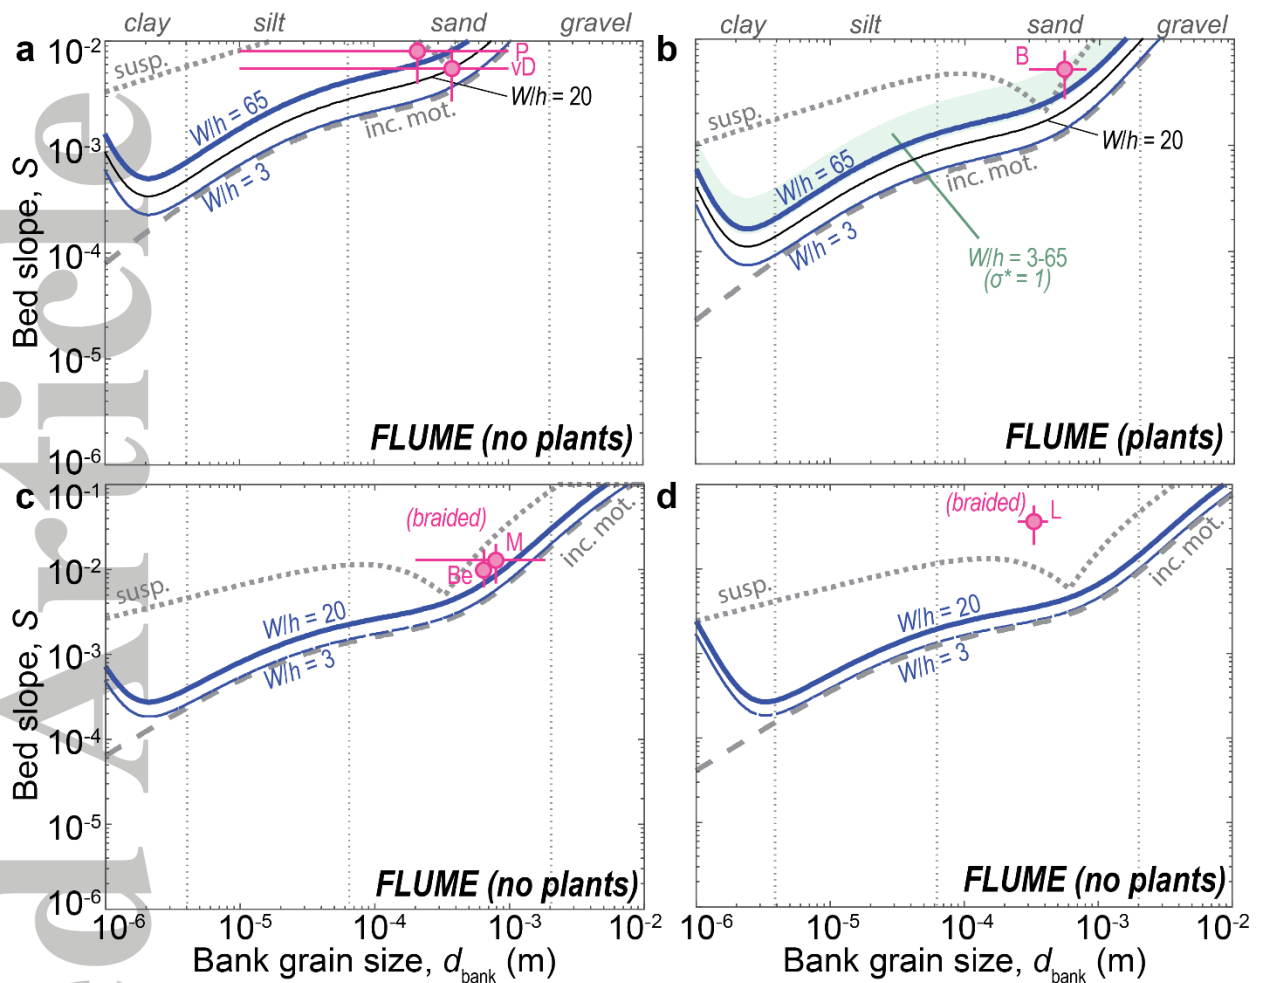 clay silt sand gravel
clay silt sand gravel
a
10-2
10-3
10-4
10-5
10-6
Bed slope, S
susp.
P
vD
W/h = 20
W/h = 65
inc. mot.
W/h = 3
FLUME (no plants)
b
B
susp.
W/h = 20
W/h = 65
inc. mot.
W/h = 3
W/h = 3-65
(σ* = 1)
FLUME (plants)
c
10-1
10-2
10-3
10-4
10-5
10-6
Bed slope, S
(braided)
M
Be
inc. mot.
susp.
W/h = 20
W/h = 3
FLUME (no plants)
10-6 10-5 10-4 10-3 10-2
Bank grain size, dbank (m)
d
(braided) L
susp.
inc. mot.
W/h = 20
W/h = 3
FLUME (no plants)
10-6 10-5 10-4 10-3 10-2
Bank grain size, dbank (m)
d Article